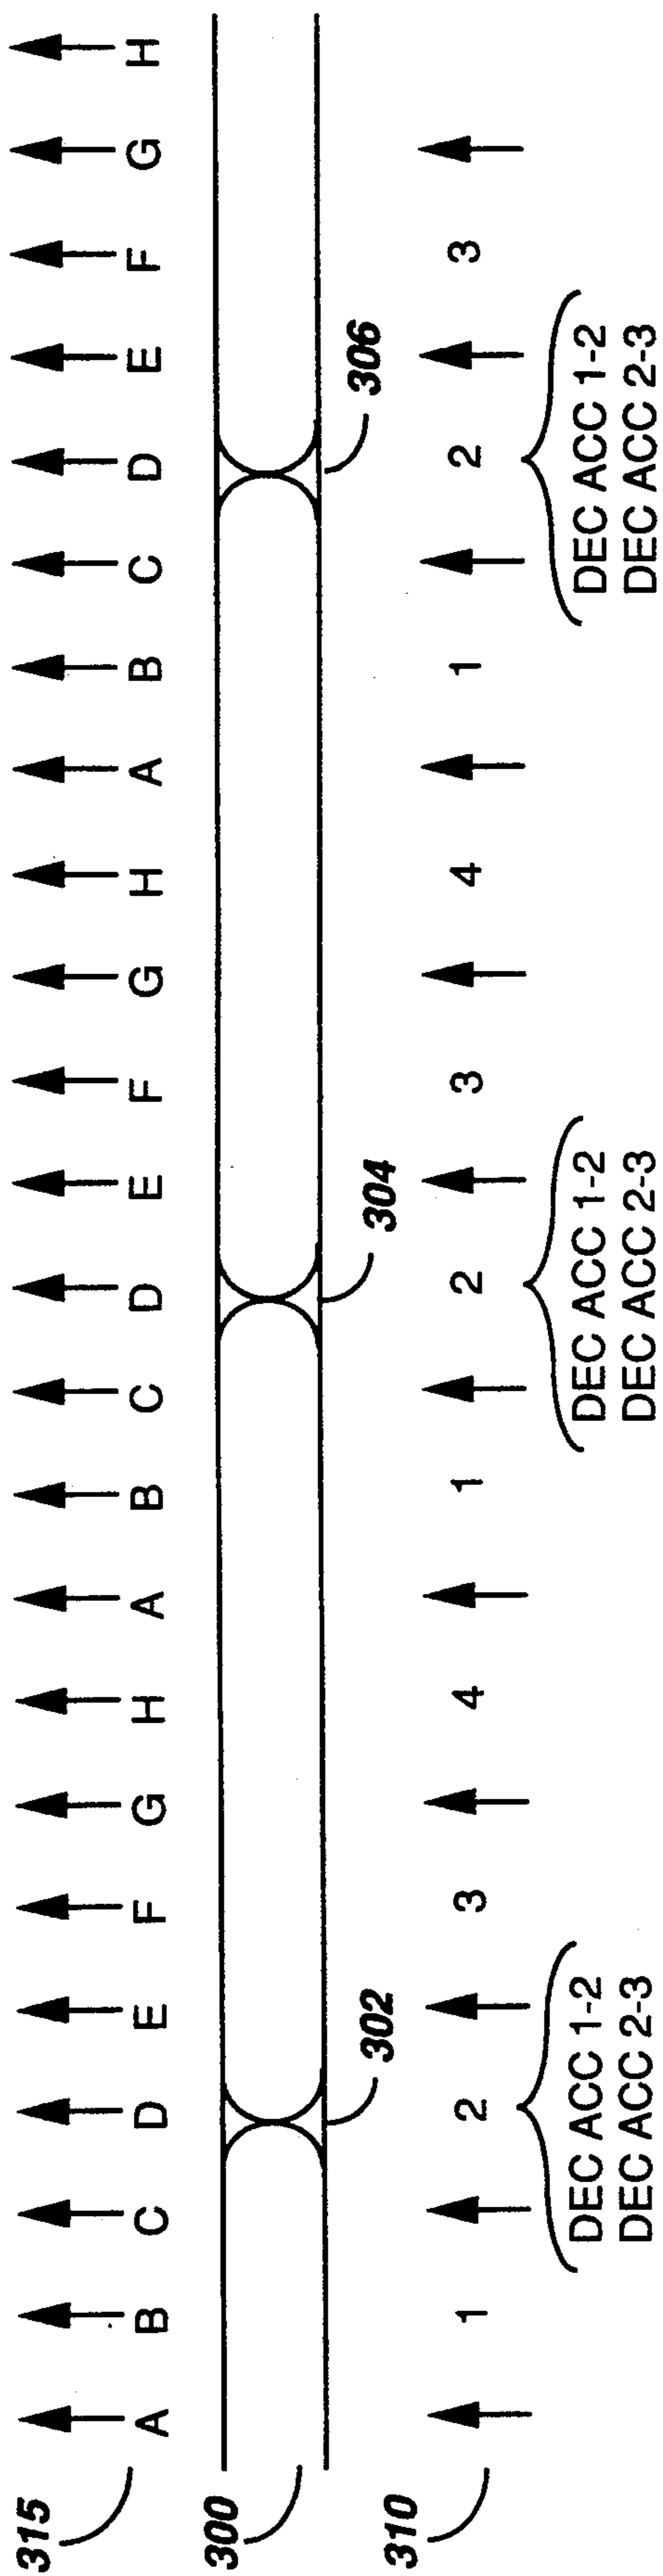 315
A B C D E F G H A B C D E F G H A B C D E F G H
300
302
304
306
310
1 2 3 4 1 2 3 4 1 2 3
DEC ACC 1-2
DEC ACC 2-3
DEC ACC 1-2
DEC ACC 2-3
DEC ACC 1-2
DEC ACC 2-3